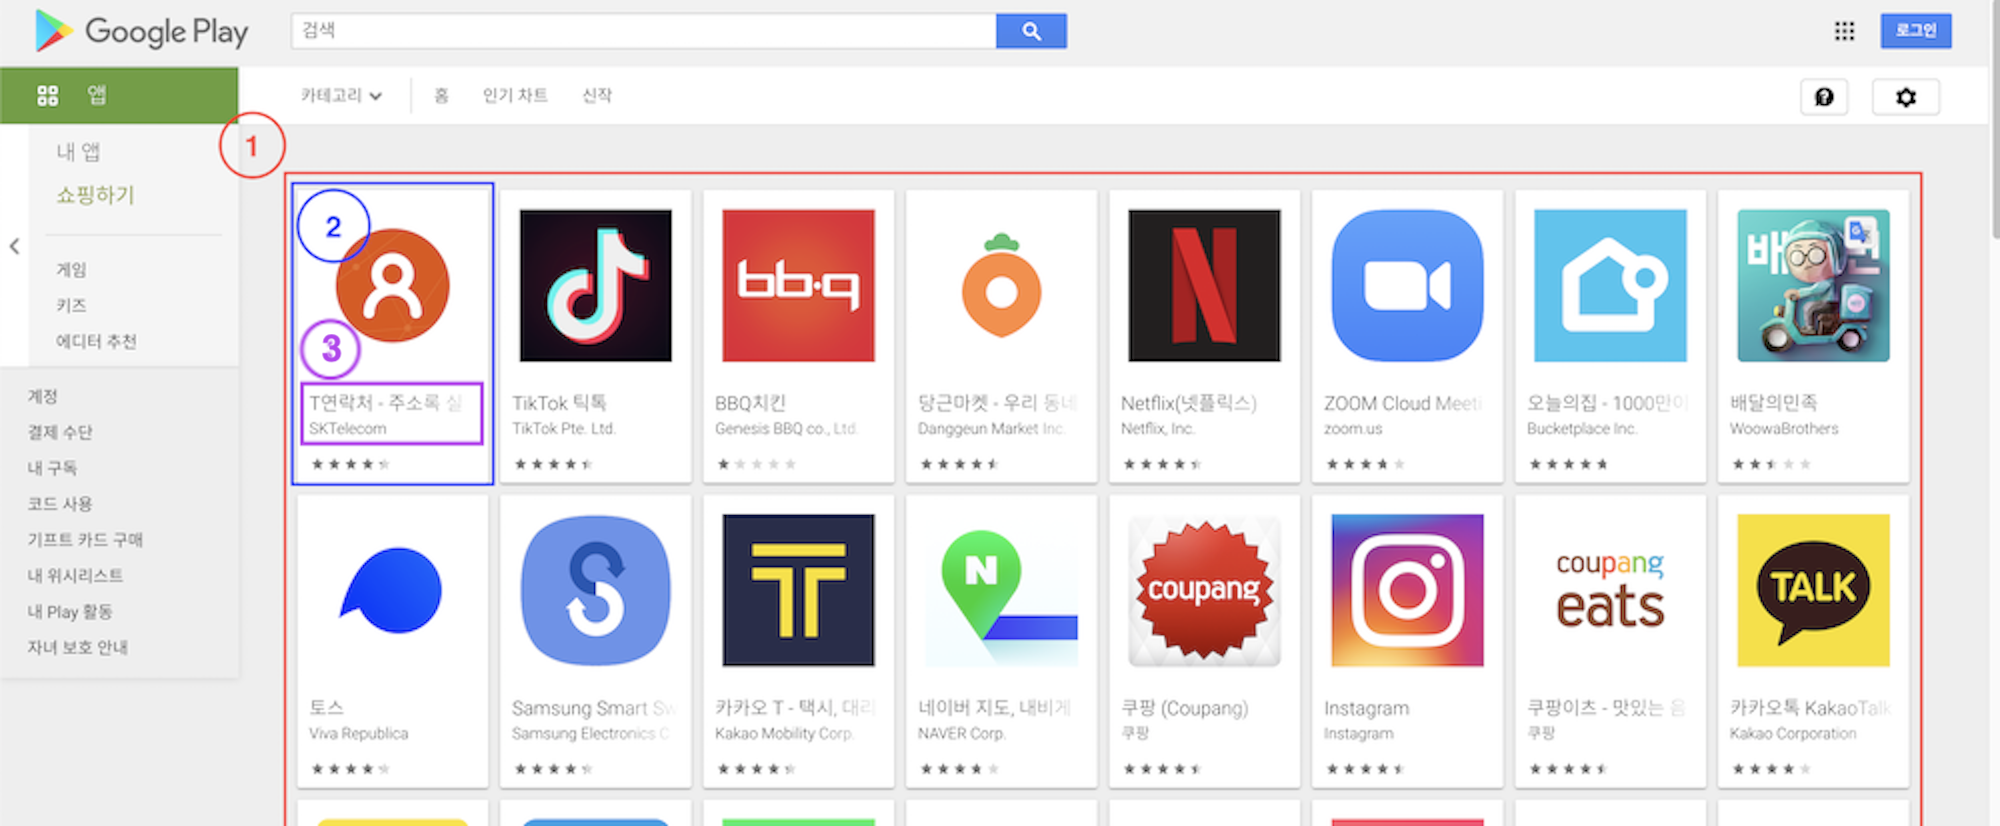 Google Play
검색
로그인
앱
카테고리
홈
인기 차트
신작
1
내 앱
쇼핑하기
게임
키즈
에디터 추천
계정
결제 수단
내 구독
코드 사용
기프트 카드 구매
내 위시리스트
내 Play 활동
자녀 보호 안내
2
3
T연락처 - 주소록 실
SKTelecom
TikTok 틱톡
TikTok Pte. Ltd.
bb.q
BBQ치킨
Genesis BBQ co., Ltd.
당근마켓 - 우리 동네
Danggeun Market Inc.
N
Netflix(넷플릭스)
Netflix, Inc.
ZOOM Cloud Meeti
zoom.us
오늘의집 - 1000만이
Bucketplace Inc.
배
배달의민족
WoowaBrothers
토스
Viva Republica
S
Samsung Smart Sw
Samsung Electronics C
T
카카오 T - 택시, 대리
Kakao Mobility Corp.
N
네이버 지도, 내비게
NAVER Corp.
coupang
쿠팡 (Coupang)
쿠팡
Instagram
Instagram
coupang
eats
쿠팡이츠 - 맛있는 음
쿠팡
TALK
카카오톡 KakaoTalk
Kakao Corporation